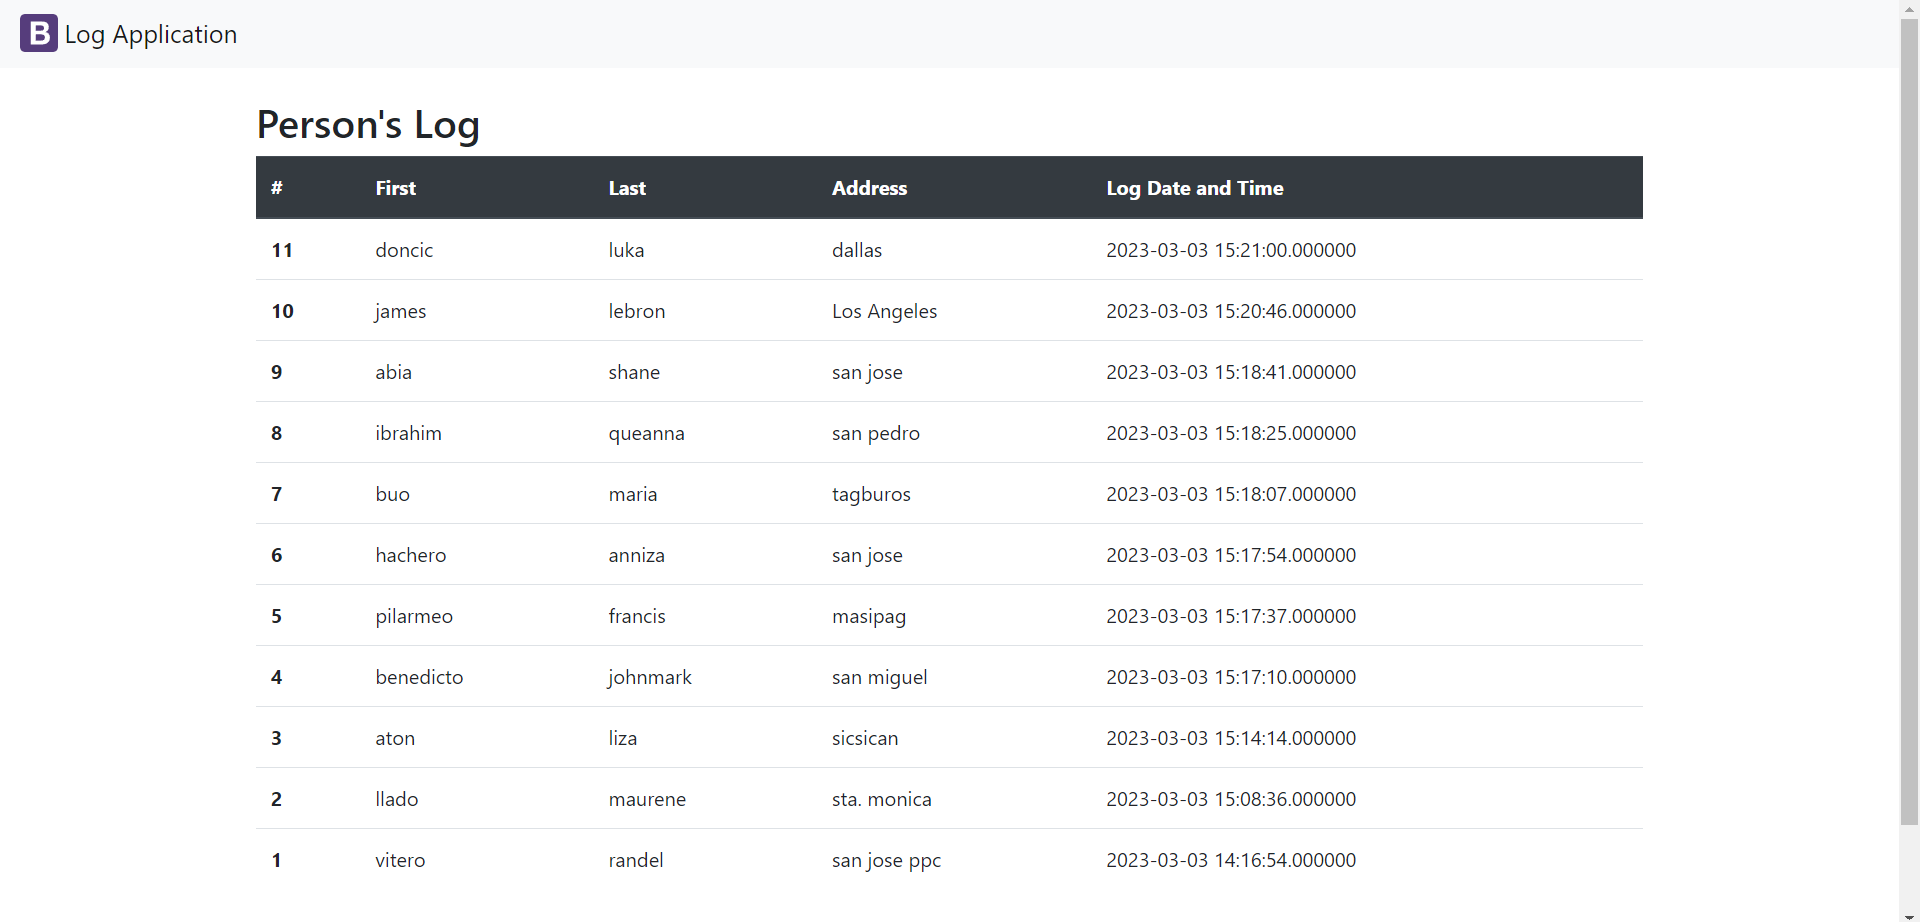 B Log Application
Person's Log
# First Last Address Log Date and Time
11 doncic luka dallas 2023-03-03 15:21:00.000000
10 james lebron Los Angeles 2023-03-03 15:20:46.000000
9 abia shane san jose 2023-03-03 15:18:41.000000
8 ibrahim queanna san pedro 2023-03-03 15:18:25.000000
7 buo maria tagburos 2023-03-03 15:18:07.000000
6 hachero anniza san jose 2023-03-03 15:17:54.000000
5 pilarmeo francis masipag 2023-03-03 15:17:37.000000
4 benedicto johnmark san miguel 2023-03-03 15:17:10.000000
3 aton liza sicsican 2023-03-03 15:14:14.000000
2 llado maurene sta. monica 2023-03-03 15:08:36.000000
1 vitero randel san jose ppc 2023-03-03 14:16:54.000000